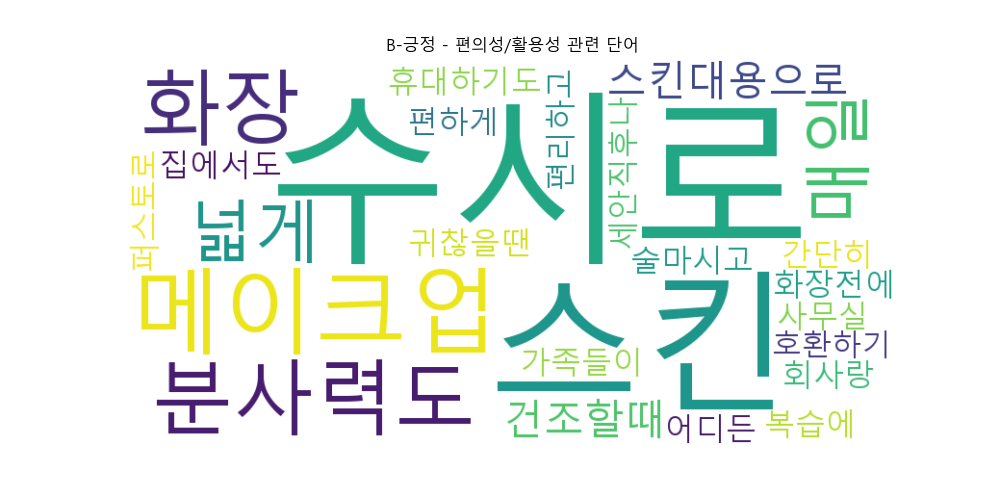 B-긍정 - 편의성/활용성 관련 단어
화장
휴대하기도
스킨대용으로
편하게
편리하고
수시로
세안직후나
매일
집에서도
퍼스트로
넓게
귀찮을땐
술마시고
간단히
메이크업
스킨
화장전에
사무실
호환하기
가족들이
회사랑
분사력도
건조할때
어디든
복습에